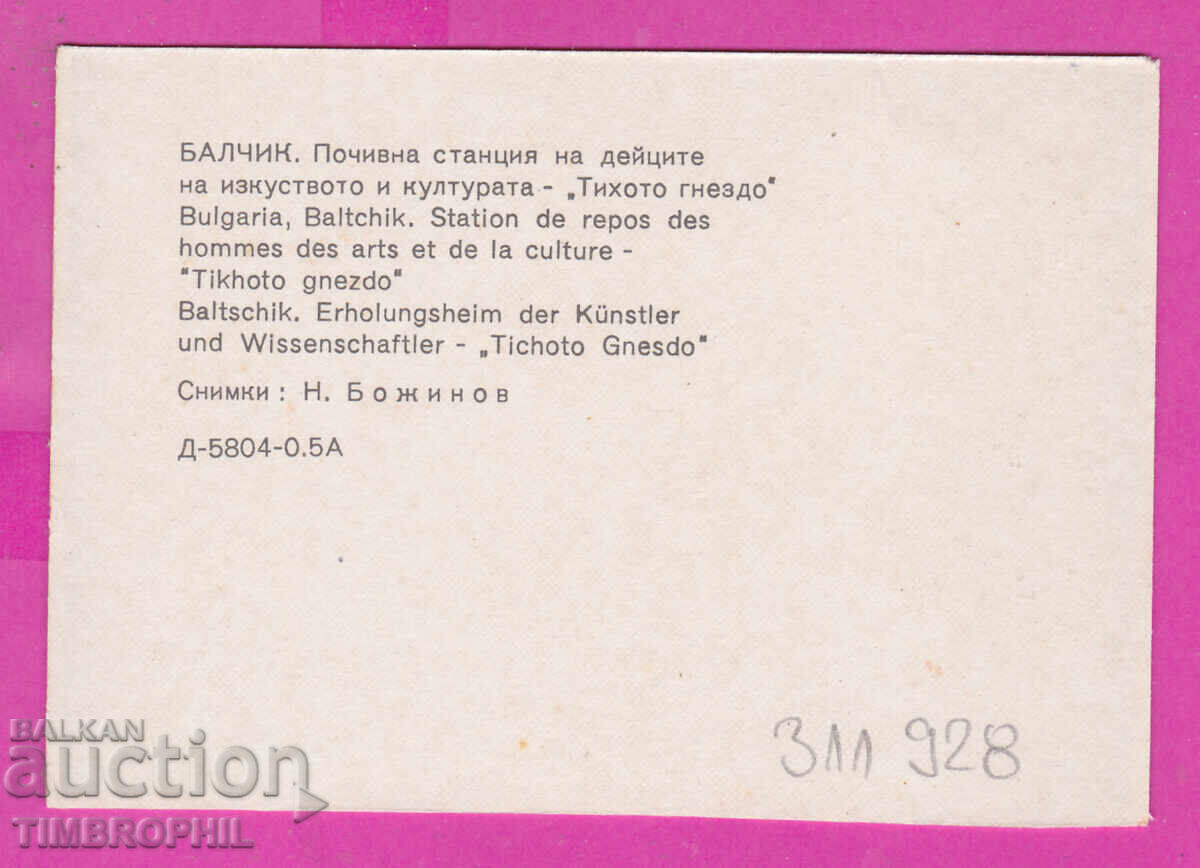 БАЛЧИК. Почивна станция на дейците
на изкуството и културата - „Тихото гнездо"
Bulgaria, Baltchik. Station de repos des
hommes des arts et de la culture -
"Tikhoto gnezdo"
Baltschik. Erholungsheim der Künstler
und Wissenschaftler - „Tichoto Gnesdo"
Снимки: Н. Божинов
Д-5804-0.5А
311 928
BALKAN
auction
TIMBROPHIL